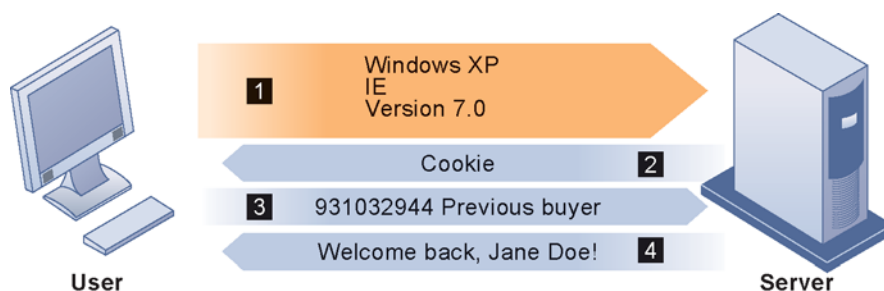 1
Windows XP
IE
Version 7.0
Cookie 2
3 931032944 Previous buyer
Welcome back, Jane Doe! 4
User
Server